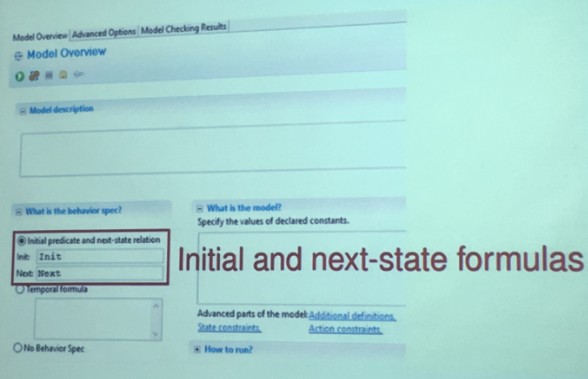 Model Overview Advanced Options Model Checking Results
Model Overview
Model description
What is the behavior spec?
Initial predicate and next-state relation
Init: Init
Next: Next
Temporal formula
No Behavior Spec
What is the model?
Specify the values of declared constants.
Initial and next-state formulas
Advanced parts of the model: Additional definitions,
State constraints, Action constraints,
How to run?